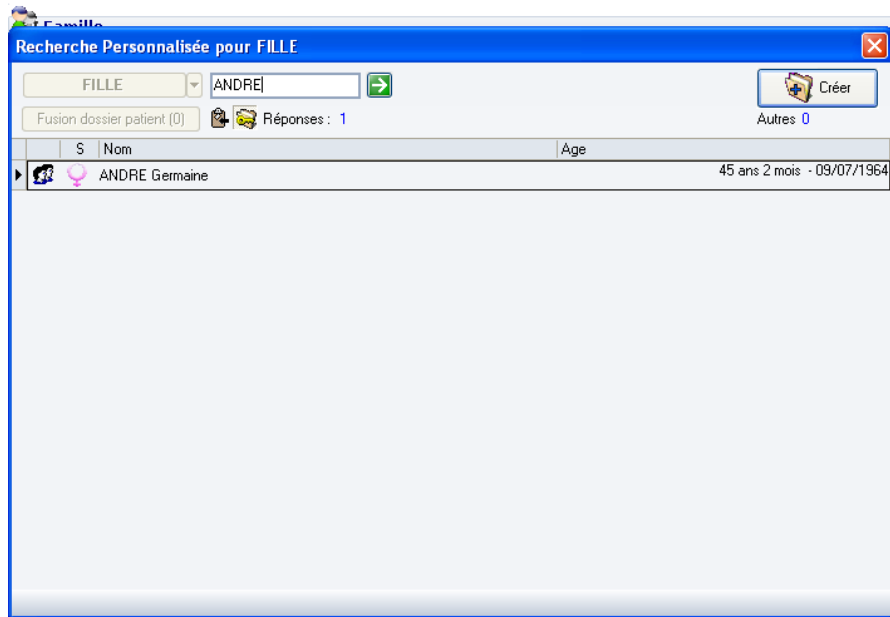 Famille
Recherche Personnalisée pour FILLE
FILLE ANDRE Créer
Fusion dossier patient (0) Réponses : 1 Autres 0
S Nom Age
ANDRE Germaine 45 ans 2 mois - 09/07/1964